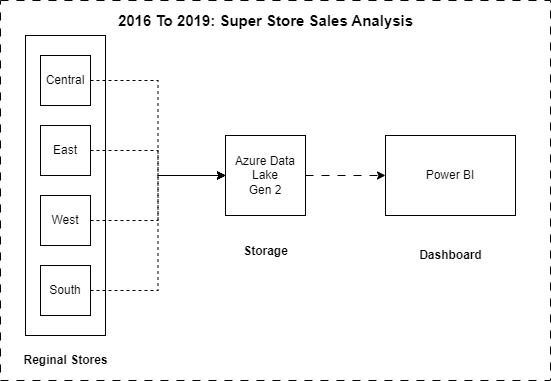 2016 To 2019: Super Store Sales Analysis
Central
East
West
South
Reginal Stores
Azure Data
Lake
Gen 2
Storage
Power BI
Dashboard